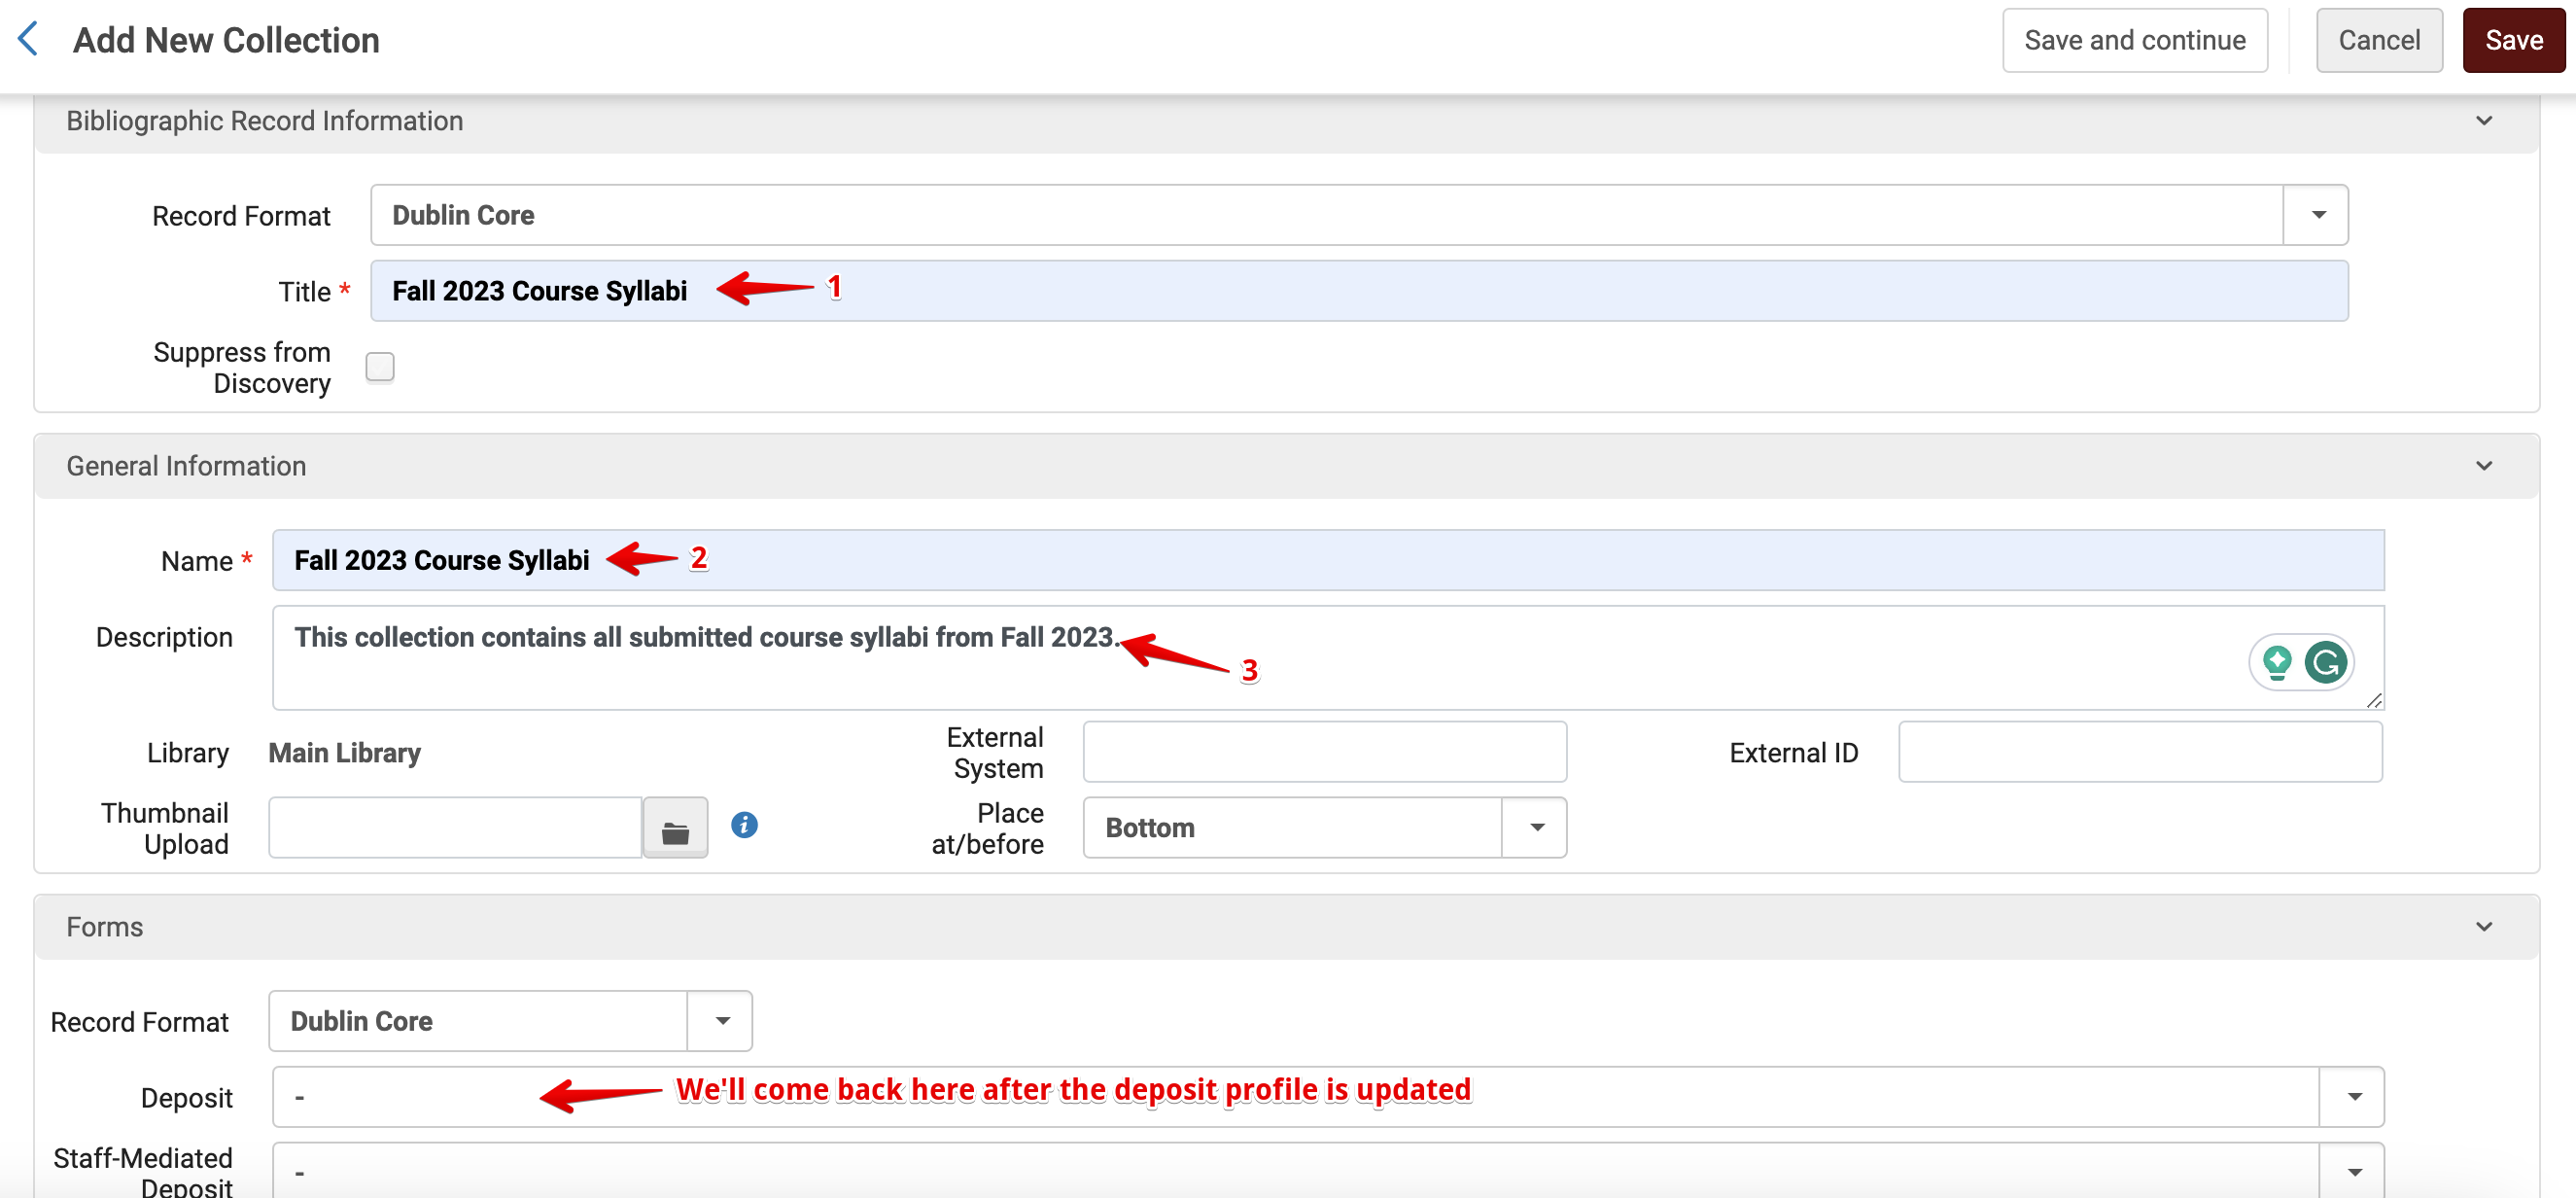 Add New Collection
Save and continue
Cancel
Save
Bibliographic Record Information
Record Format
Dublin Core
Title *
Fall 2023 Course Syllabi
1
Suppress from
Discovery
General Information
Name *
Fall 2023 Course Syllabi
2
Description
This collection contains all submitted course syllabi from Fall 2023.
3
Library
Main Library
External
System
External ID
Thumbnail
Upload
Place
at/before
Bottom
Forms
Record Format
Dublin Core
Deposit
-
We'll come back here after the deposit profile is updated
Staff-Mediated
Deposit
-